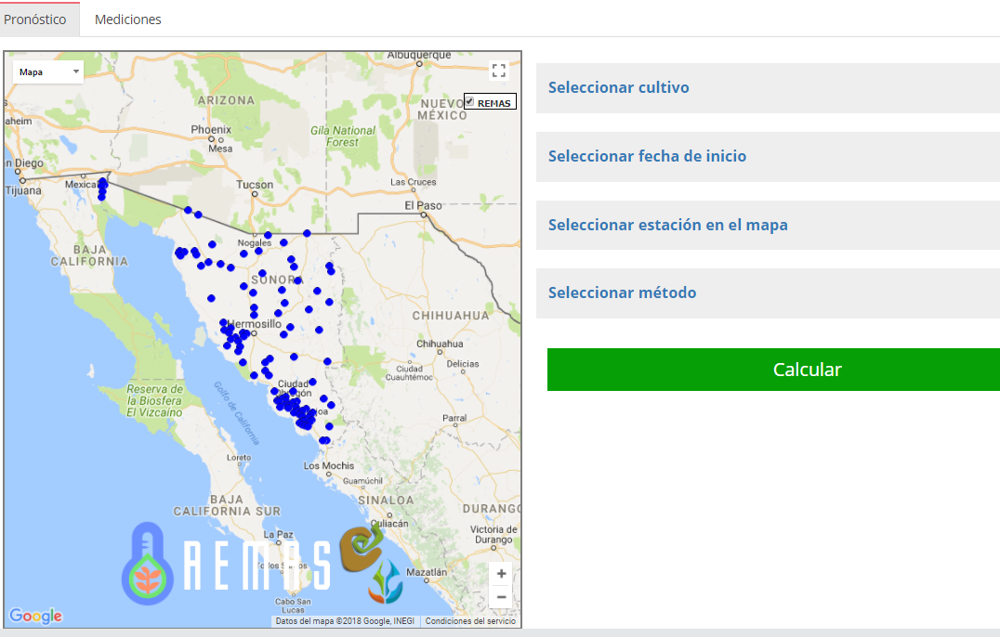 Pronóstico
Mediciones
Mapa
REMAS
Albuquerque
ARIZONA
NUEVO
MÉXICO
Phoenix
Mesa
Gila National
Forest
aheim
n Diego
Tijuana
Mexica
Tucson
Las Cruces
El Paso
Nogales
BAJA
CALIFORNIA
SONORA
CHIHUAHUA
Hermosillo
Chihuahua
Ciudad
Cuauhtémoc
Delicias
Reserva de
la Biosfera
El Vizcaíno
Golfo de California
Ciudad
Parral
Loreto
Los Mochis
Guamúchil
BAJA
CALIFORNIA SUR
SINALOA
DURANGO
Culiacán
La Paz
Victoria de
Durango
REMAS
Mazatlán
Cabo San
Lucas
+
−
Google
Datos del mapa ©2018 Google, INEGI
Condiciones del servicio
Seleccionar cultivo
Seleccionar fecha de inicio
Seleccionar estación en el mapa
Seleccionar método
Calcular